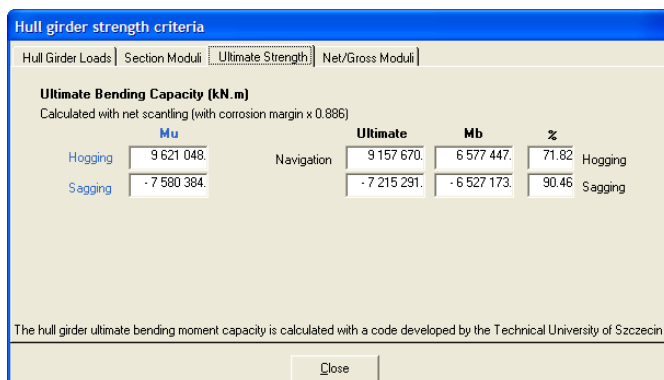 Hull girder strength criteria
Hull Girder Loads Section Moduli Ultimate Strength Net/Gross Moduli
Ultimate Bending Capacity (kN.m)
Calculated with net scantling (with corrosion margin x 0.886)
Mu Ultimate Mb %
Hogging 9 621 048. Navigation 9 157 670. 6 577 447. 71.82 Hogging
Sagging - 7 580 384. - 7 215 291. - 6 527 173. 90.46 Sagging
The hull girder ultimate bending moment capacity is calculated with a code developed by the Technical University of Szczecin
Close